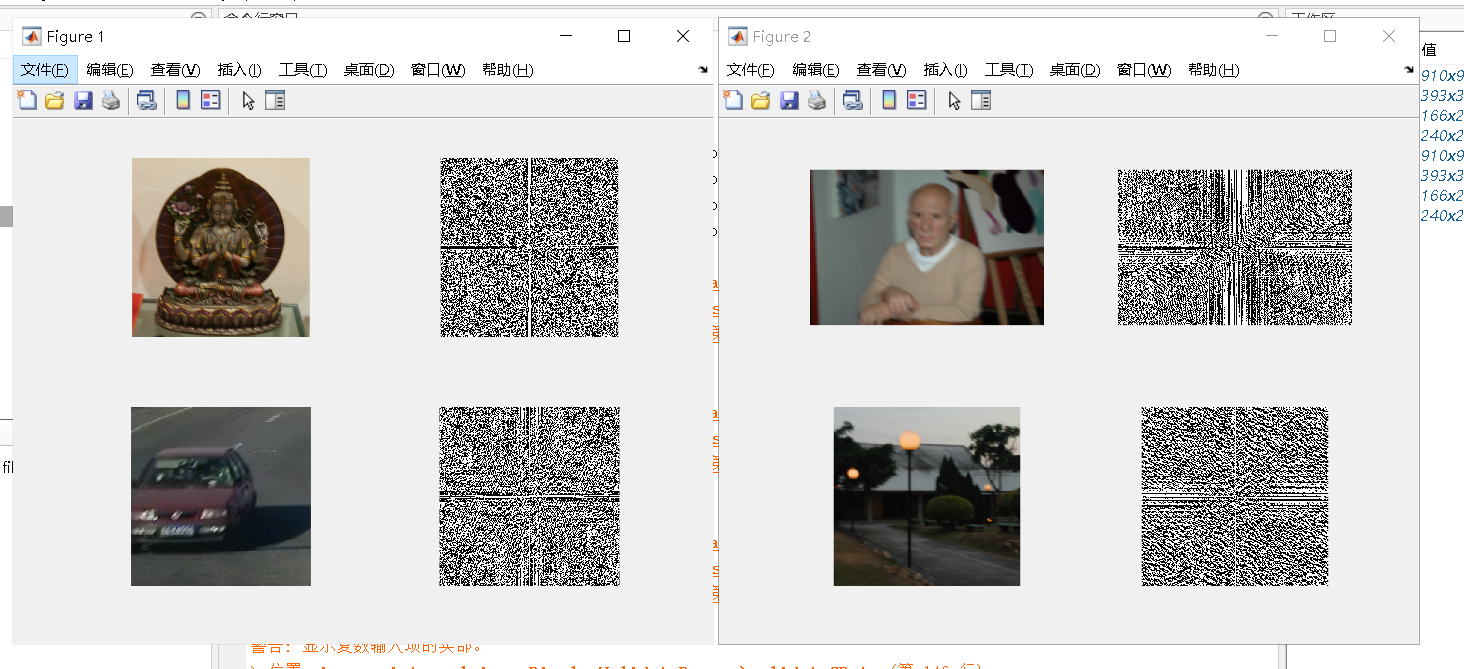 命令行窗口
工作区
Figure 1
Figure 2
值
文件(F) 编辑(E) 查看(V) 插入(I) 工具(T) 桌面(D) 窗口(W) 帮助(H)
文件(F) 编辑(E) 查看(V) 插入(I) 工具(T) 桌面(D) 窗口(W) 帮助(H)
910x9
393x3
166x2
240x2
910x9
393x3
166x2
240x2
fil
警告: 显示复数输入项的实部。